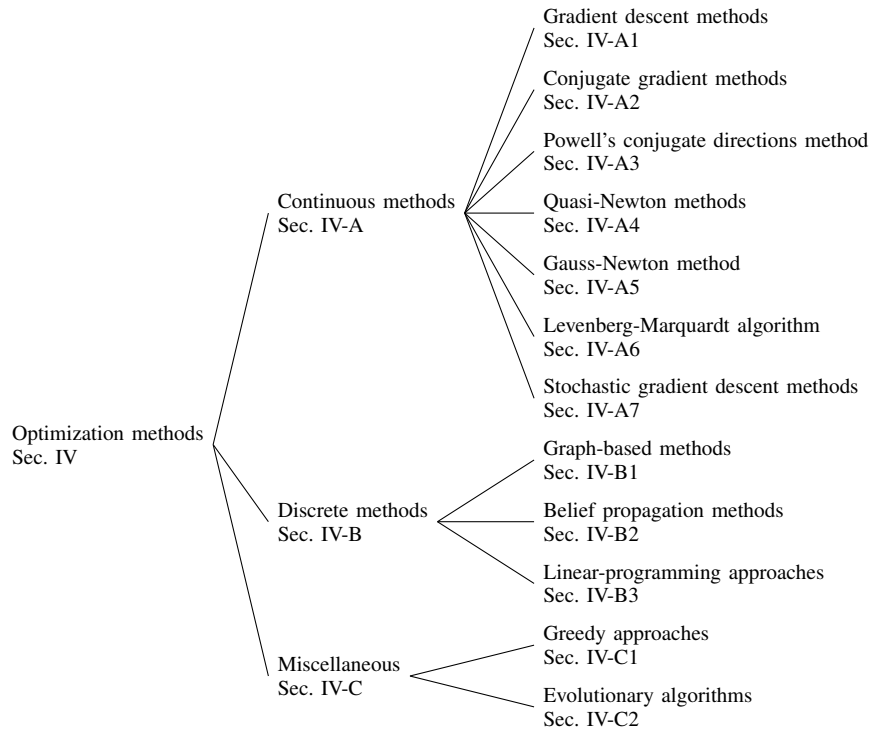 Optimization methods
Sec. IV
Continuous methods
Sec. IV-A
Gradient descent methods
Sec. IV-A1
Conjugate gradient methods
Sec. IV-A2
Powell's conjugate directions method
Sec. IV-A3
Quasi-Newton methods
Sec. IV-A4
Gauss-Newton method
Sec. IV-A5
Levenberg-Marquardt algorithm
Sec. IV-A6
Stochastic gradient descent methods
Sec. IV-A7
Discrete methods
Sec. IV-B
Graph-based methods
Sec. IV-B1
Belief propagation methods
Sec. IV-B2
Linear-programming approaches
Sec. IV-B3
Miscellaneous
Sec. IV-C
Greedy approaches
Sec. IV-C1
Evolutionary algorithms
Sec. IV-C2